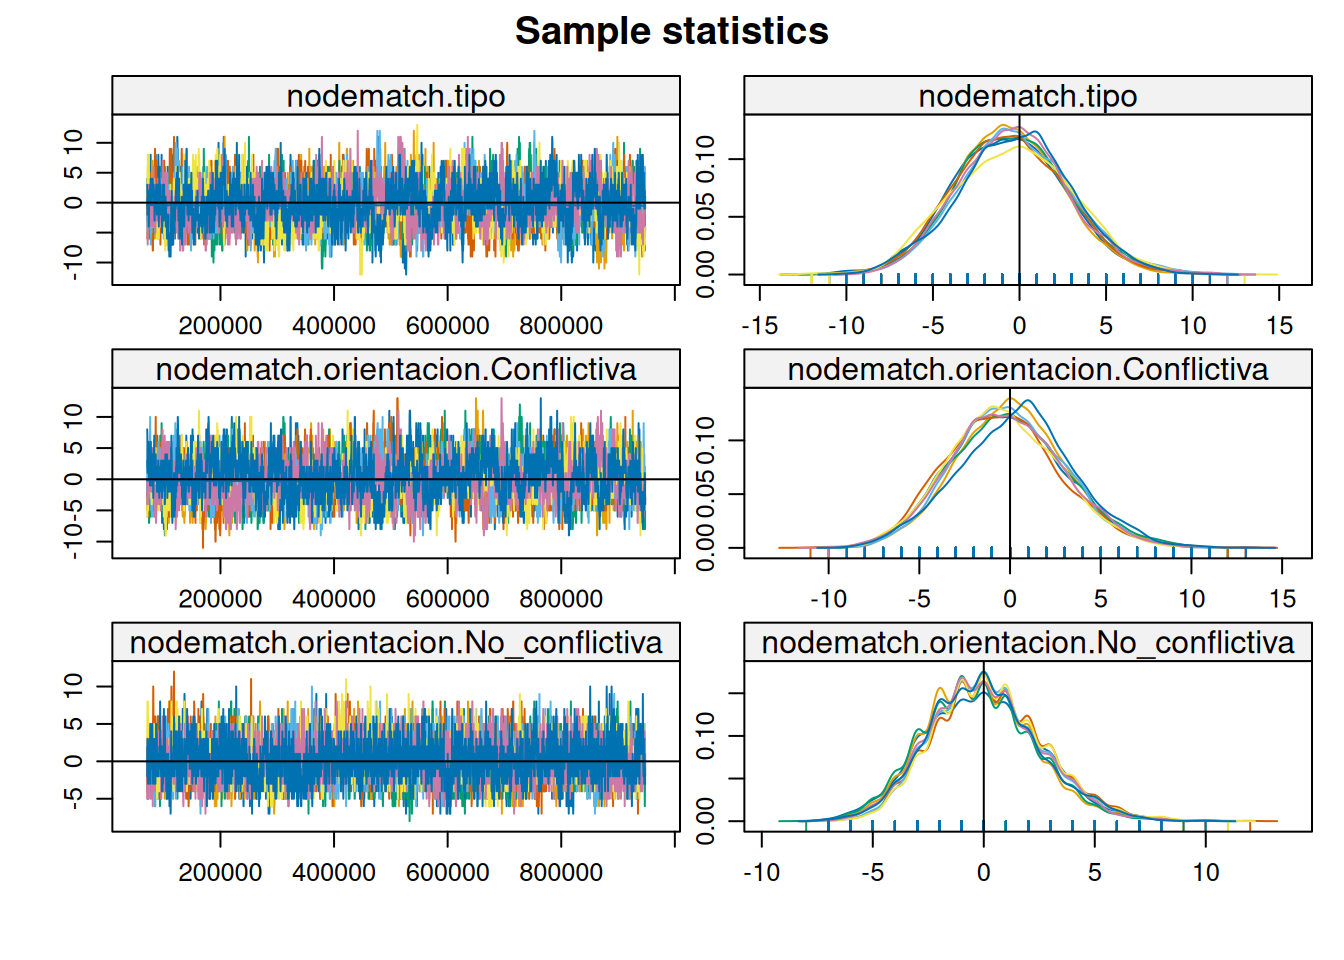 Sample statistics
nodematch.tipo
nodematch.tipo
10
5
0
-10
200000 400000 600000 800000
0.10
0.05
0.00
-15 -10 -5 0 5 10 15
nodematch.orientacion.Conflictiva
nodematch.orientacion.Conflictiva
10
5
0
-5
-10
200000 400000 600000 800000
0.10
0.05
0.00
-10 -5 0 5 10 15
nodematch.orientacion.No_conflictiva
nodematch.orientacion.No_conflictiva
10
5
0
-5
200000 400000 600000 800000
0.10
0.00
-10 -5 0 5 10